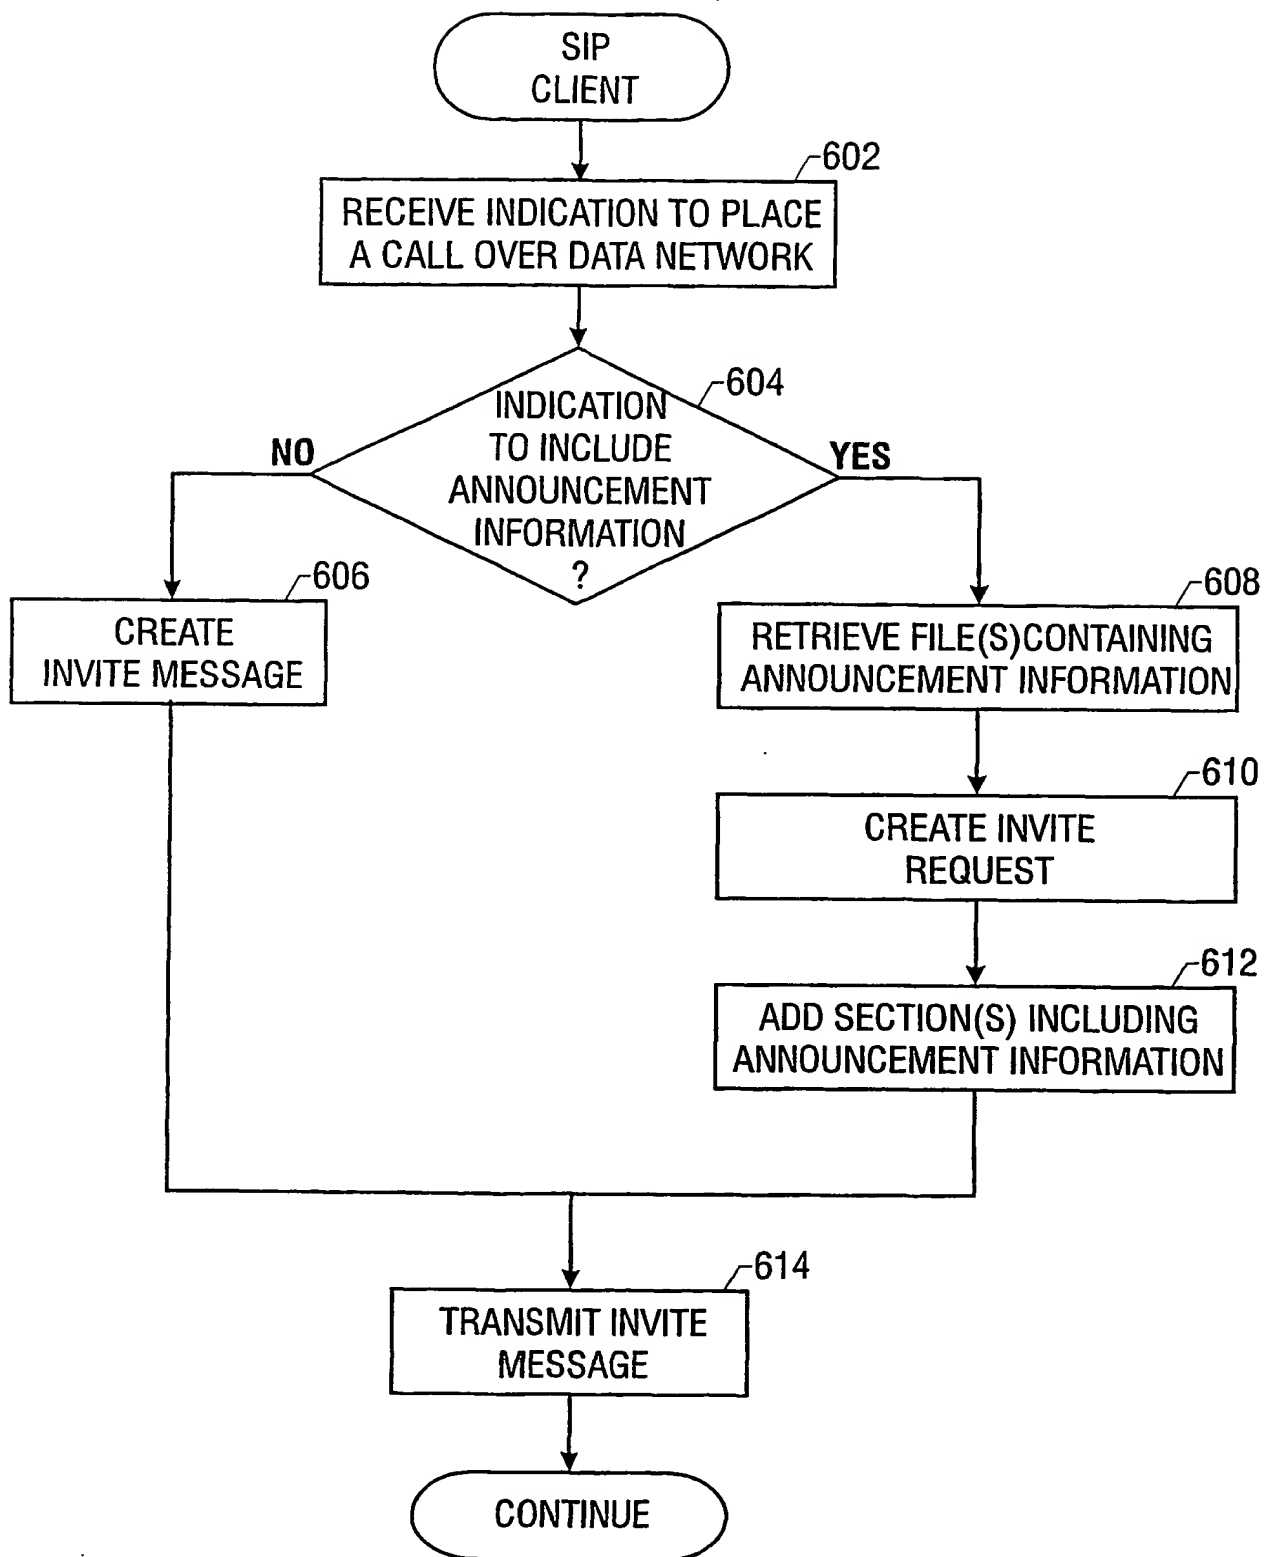 SIP
CLIENT
602
RECEIVE INDICATION TO PLACE
A CALL OVER DATA NETWORK
604
INDICATION
TO INCLUDE
ANNOUNCEMENT
INFORMATION
?
NO
YES
606
CREATE
INVITE MESSAGE
608
RETRIEVE FILE(S)CONTAINING
ANNOUNCEMENT INFORMATION
610
CREATE INVITE
REQUEST
612
ADD SECTION(S) INCLUDING
ANNOUNCEMENT INFORMATION
614
TRANSMIT INVITE
MESSAGE
CONTINUE